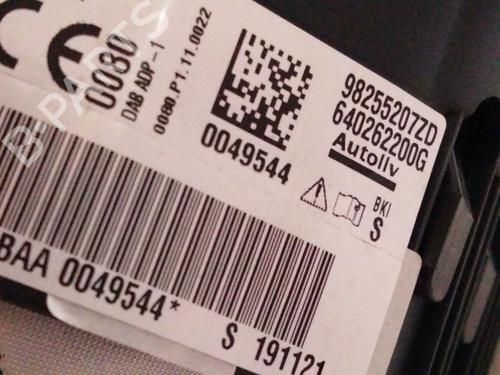 CE
0080
DAB ADP-1
0080.P1.11.0022
0049544
98255207ZD
640262200G
Autoliv
BKI
S
BAA 0049544*
S 191121
B-PARTS